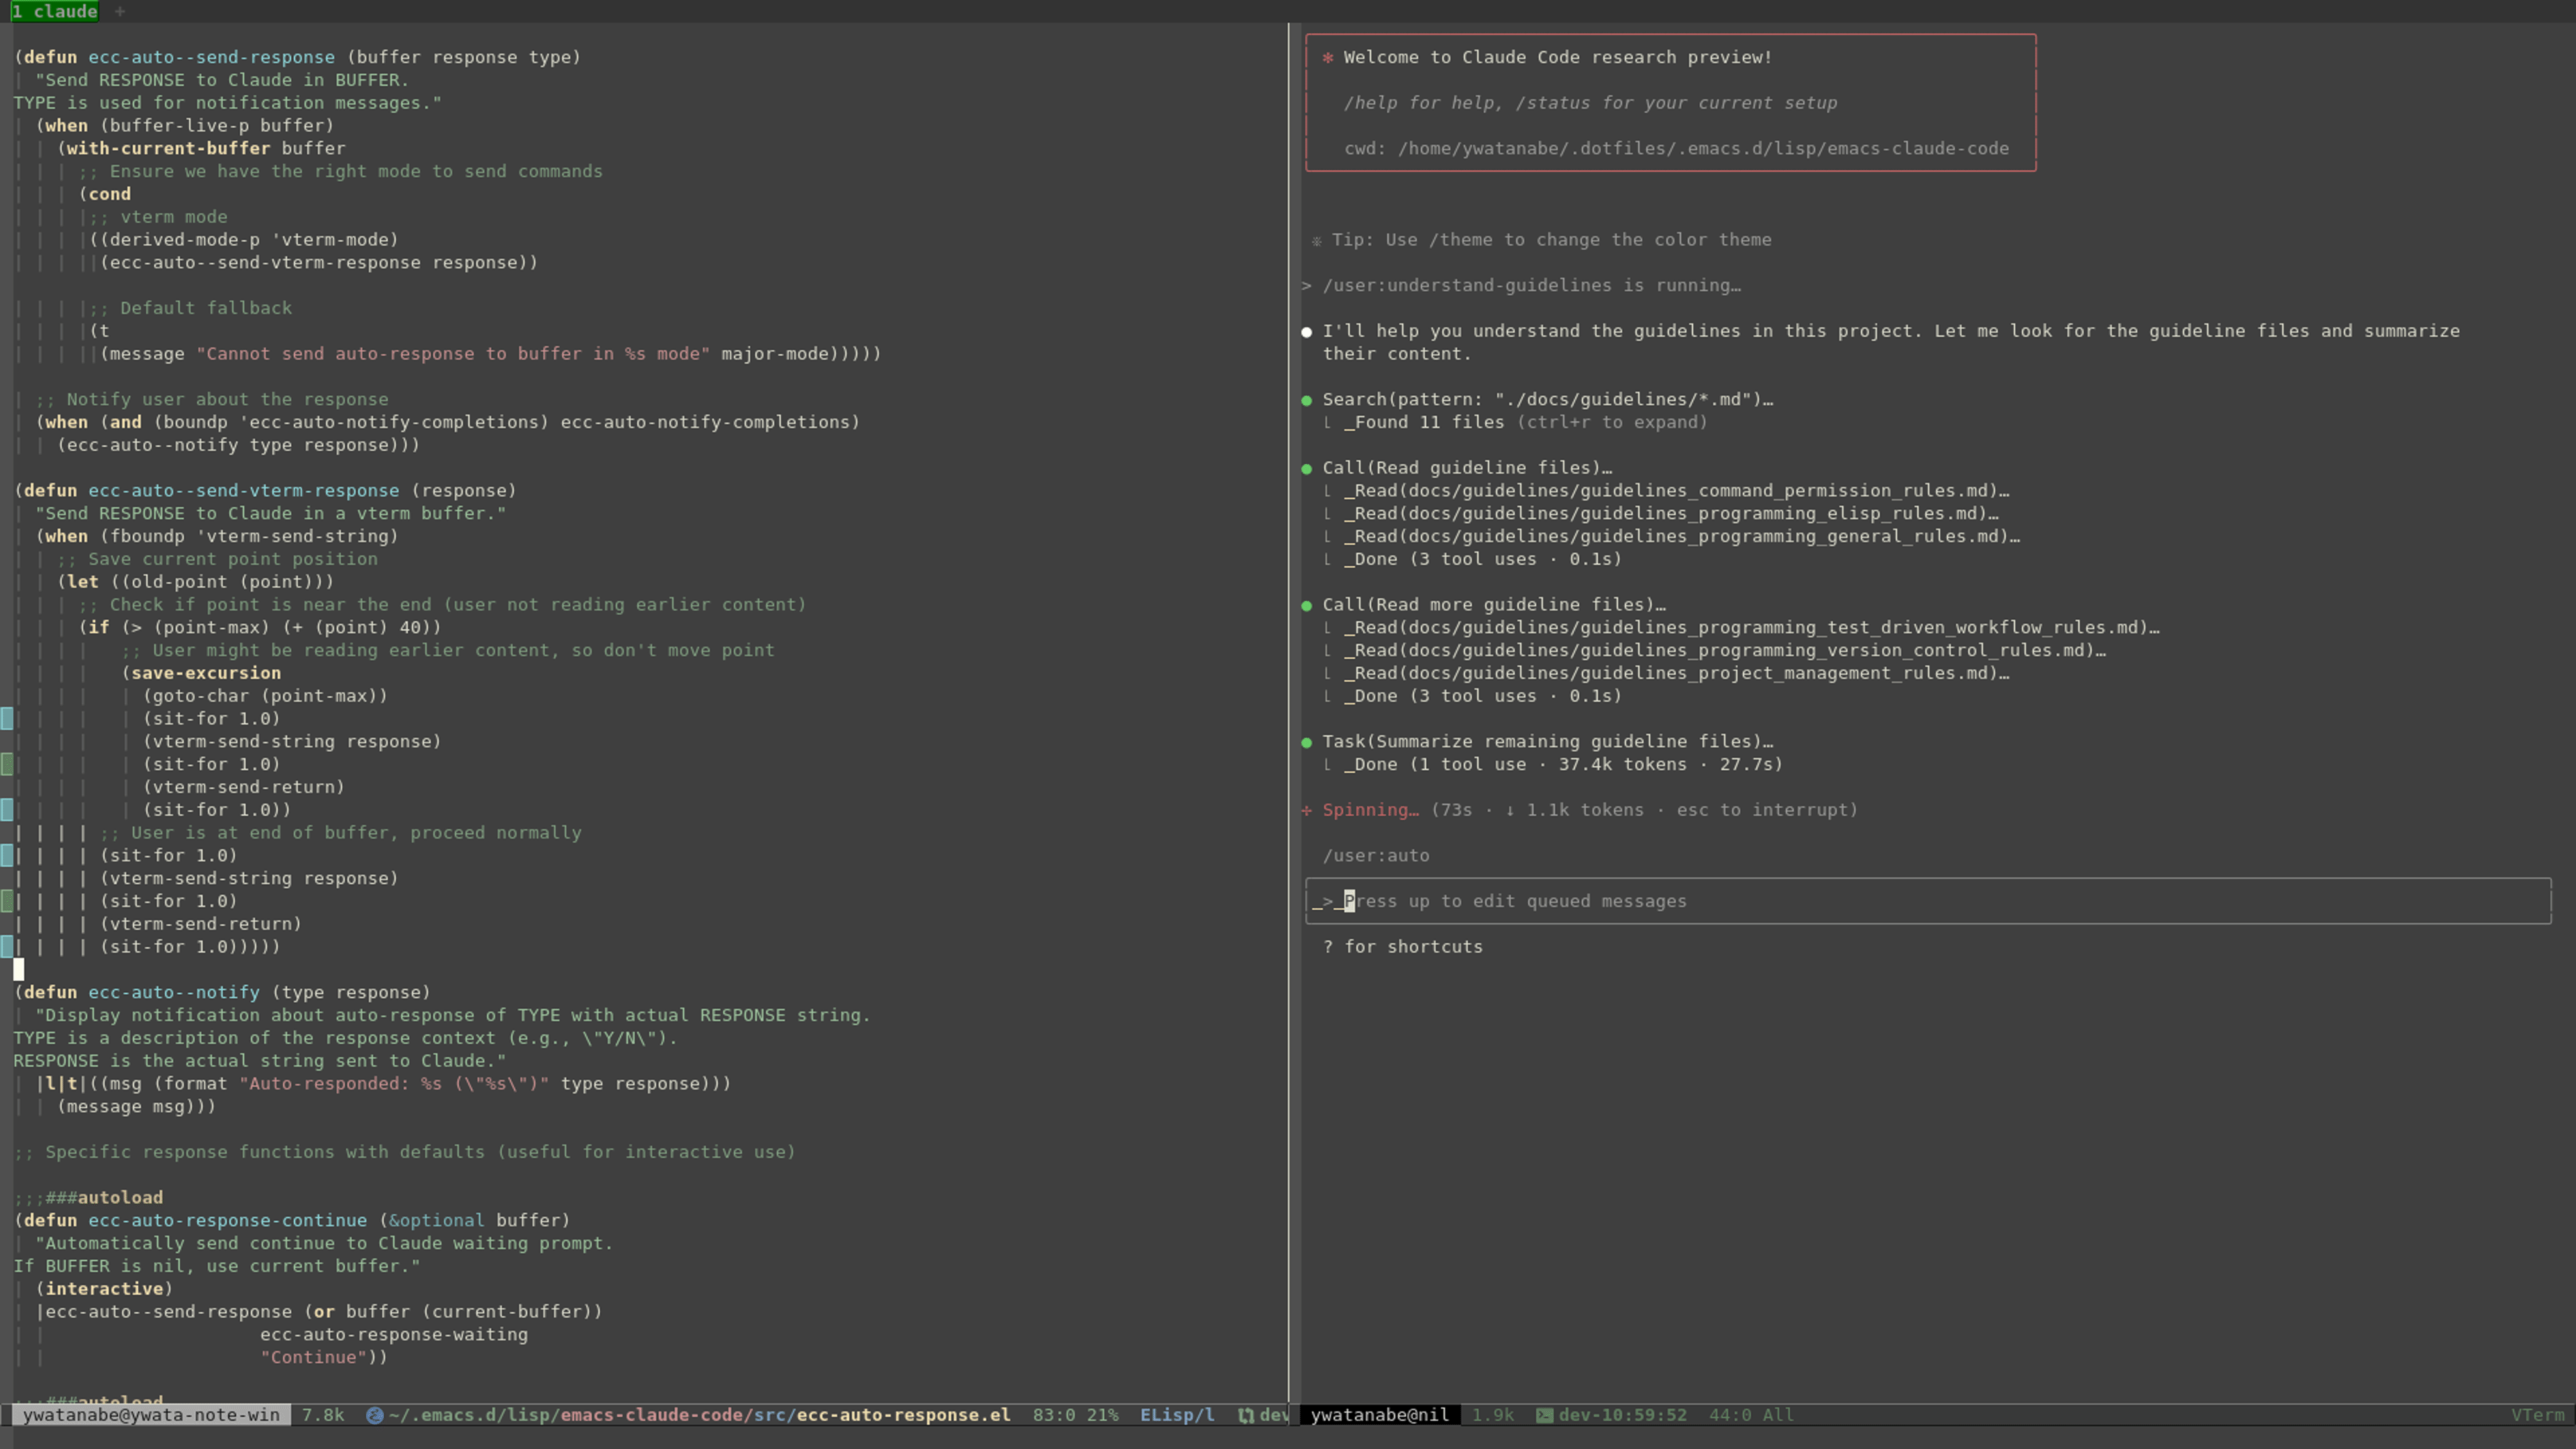 1 claude +
(defun ecc-auto--send-response (buffer response type)
"Send RESPONSE to Claude in BUFFER.
TYPE is used for notification messages."
(when (buffer-live-p buffer)
(with-current-buffer buffer
;; Ensure we have the right mode to send commands
(cond
;; vterm mode
((derived-mode-p 'vterm-mode)
(ecc-auto--send-vterm-response response))
;; Default fallback
(t
(message "Cannot send auto-response to buffer in %s mode" major-mode)))))
;; Notify user about the response
(when (and (boundp 'ecc-auto-notify-completions) ecc-auto-notify-completions)
(ecc-auto--notify type response)))
(defun ecc-auto--send-vterm-response (response)
"Send RESPONSE to Claude in a vterm buffer."
(when (fboundp 'vterm-send-string)
;; Save current point position
(let ((old-point (point)))
;; Check if point is near the end (user not reading earlier content)
(if (> (point-max) (+ (point) 40))
;; User might be reading earlier content, so don't move point
(save-excursion
(goto-char (point-max))
(sit-for 1.0)
(vterm-send-string response)
(sit-for 1.0)
(vterm-send-return)
(sit-for 1.0))
;; User is at end of buffer, proceed normally
(sit-for 1.0)
(vterm-send-string response)
(sit-for 1.0)
(vterm-send-return)
(sit-for 1.0)))))
(defun ecc-auto--notify (type response)
"Display notification about auto-response of TYPE with actual RESPONSE string.
TYPE is a description of the response context (e.g., \"Y/N\").
RESPONSE is the actual string sent to Claude."
|l|t|((msg (format "Auto-responded: %s (\"%s\")" type response)))
(message msg)))
;; Specific response functions with defaults (useful for interactive use)
;;;###autoload
(defun ecc-auto-response-continue (&optional buffer)
"Automatically send continue to Claude waiting prompt.
If BUFFER is nil, use current buffer."
(interactive)
|ecc-auto--send-response (or buffer (current-buffer))
ecc-auto-response-waiting
"Continue"))
;;;###autoload
ywatanabe@ywata-note-win 7.8k ~/.emacs.d/lisp/emacs-claude-code/src/ecc-auto-response.el 83:0 21% ELisp/l dev
✻ Welcome to Claude Code research preview!
/help for help, /status for your current setup
cwd: /home/ywatanabe/.dotfiles/.emacs.d/lisp/emacs-claude-code
※ Tip: Use /theme to change the color theme
> /user:understand-guidelines is running…
● I'll help you understand the guidelines in this project. Let me look for the guideline files and summarize
their content.
● Search(pattern: "./docs/guidelines/*.md")…
⎿ _Found 11 files (ctrl+r to expand)
● Call(Read guideline files)…
⎿ _Read(docs/guidelines/guidelines_command_permission_rules.md)…
⎿ _Read(docs/guidelines/guidelines_programming_elisp_rules.md)…
⎿ _Read(docs/guidelines/guidelines_programming_general_rules.md)…
⎿ _Done (3 tool uses · 0.1s)
● Call(Read more guideline files)…
⎿ _Read(docs/guidelines/guidelines_programming_test_driven_workflow_rules.md)…
⎿ _Read(docs/guidelines/guidelines_programming_version_control_rules.md)…
⎿ _Read(docs/guidelines/guidelines_project_management_rules.md)…
⎿ _Done (3 tool uses · 0.1s)
● Task(Summarize remaining guideline files)…
⎿ _Done (1 tool use · 37.4k tokens · 27.7s)
✢ Spinning… (73s · ↓ 1.1k tokens · esc to interrupt)
/user:auto
_>_Press up to edit queued messages
? for shortcuts
ywatanabe@nil 1.9k dev-10:59:52 44:0 All VTerm